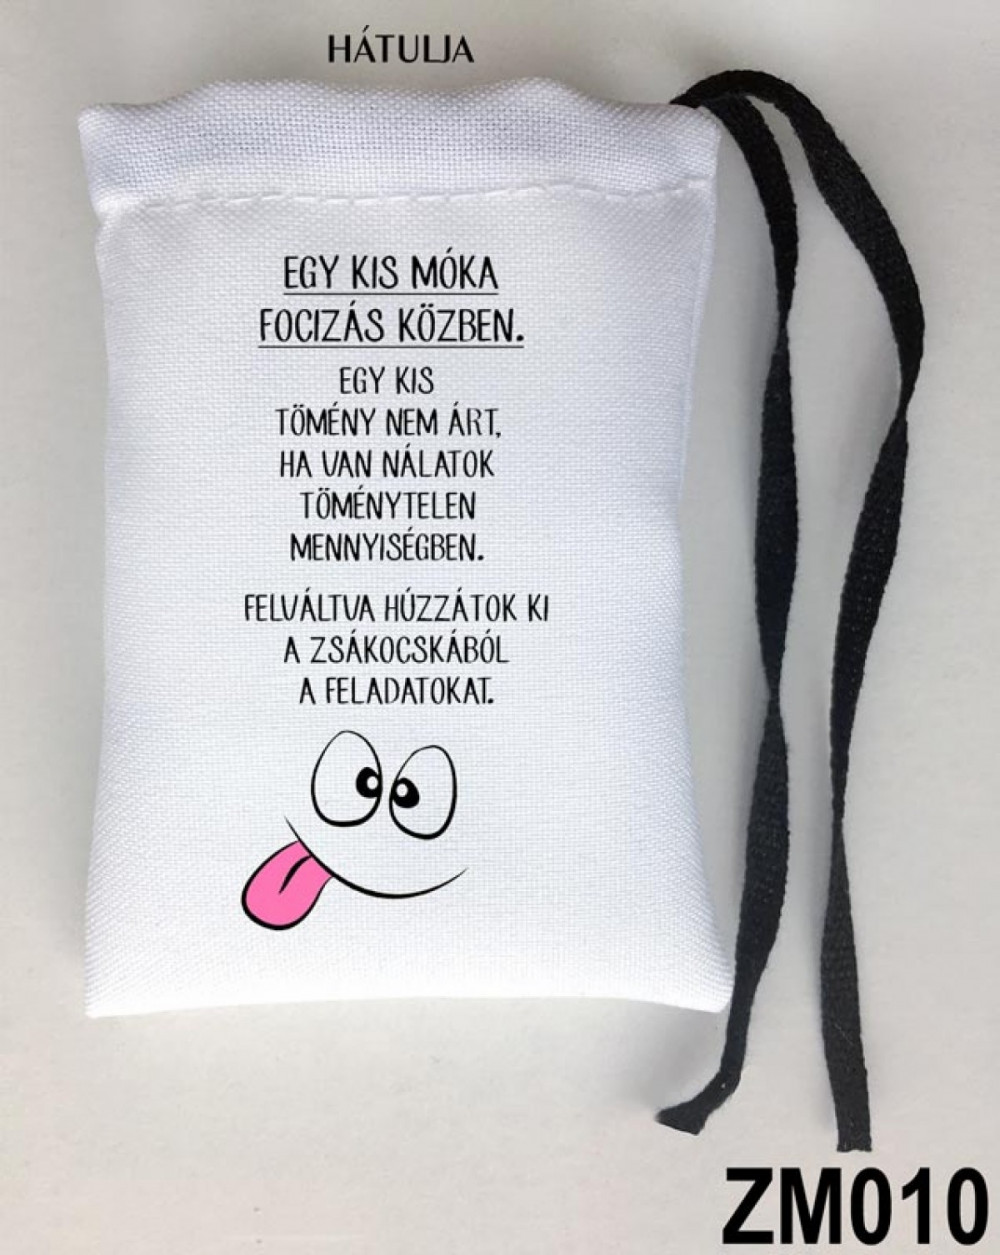 HÁTULJA
EGY KIS MÓKA
FOCIZÁS KÖZBEN.
EGY KIS
TÖMÉNY NEM ÁRT,
HA VAN NÁLATOK
TÖMÉNYTELEN
MENNYISÉGBEN.
FELVÁLTVA HÚZZÁTOK KI
A ZSÁKOCSKÁBÓL
A FELADATOKAT.
ZM010